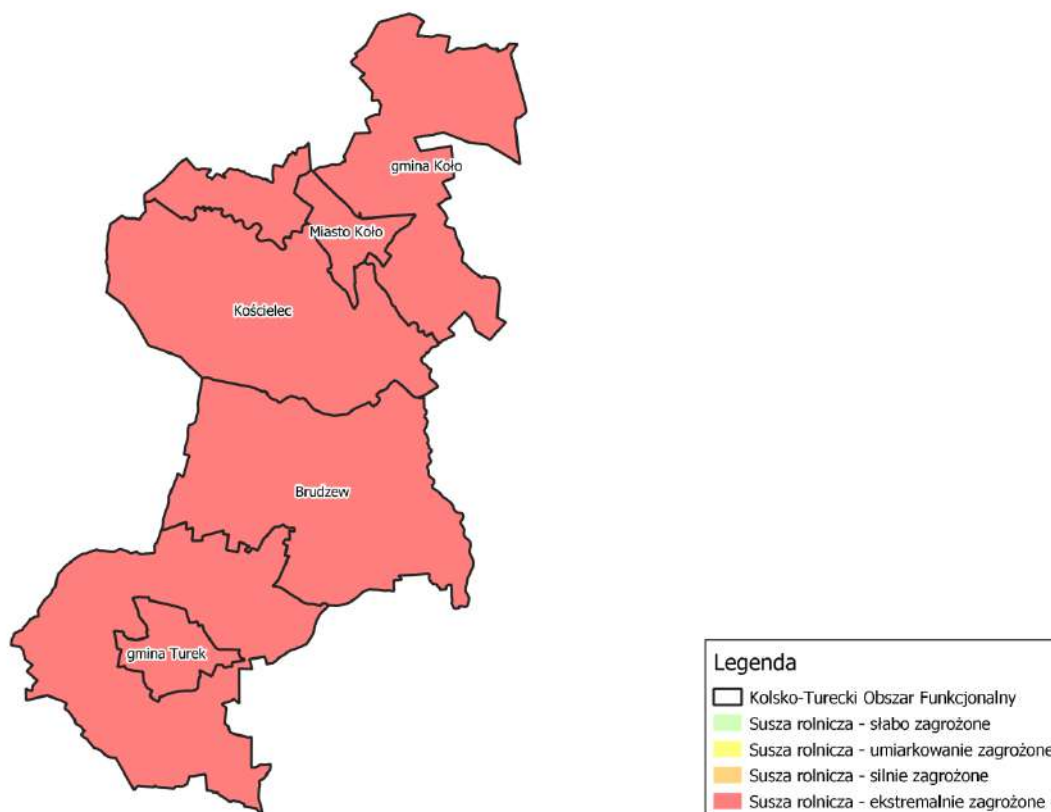 gmina Koło
Miasto Koło
Kościelec
Brudzew
gmina Turek
Legenda
Kolsko-Turecki Obszar Funkcjonalny
Susza rolnicza - słabo zagrożone
Susza rolnicza - umiarkowanie zagrożone
Susza rolnicza - silnie zagrożone
Susza rolnicza - ekstremalnie zagrożone